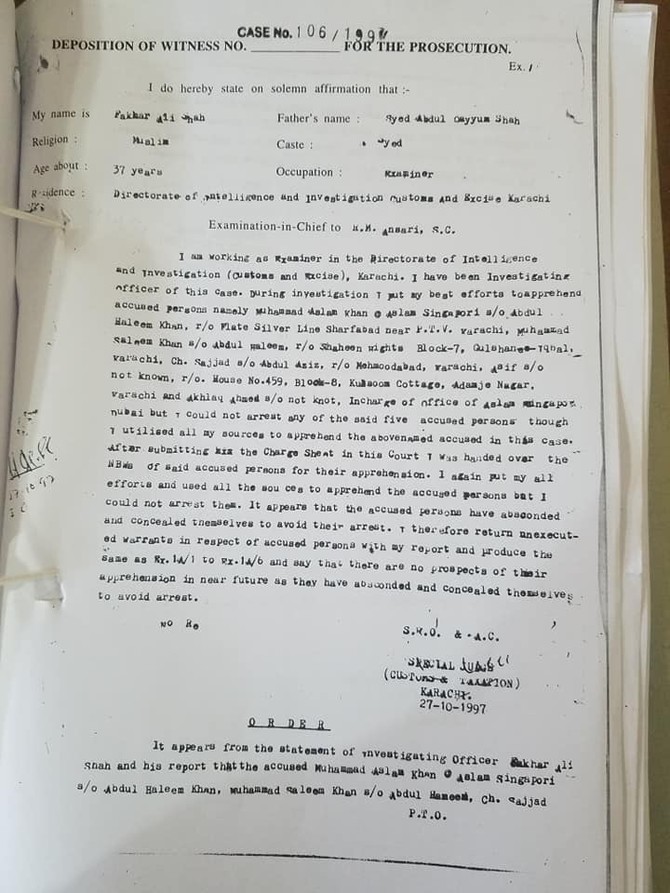 CASE No. 106/1997
DEPOSITION OF WITNESS NO. __________ FOR THE PROSECUTION.
Ex. /
I do hereby state on solemn affirmation that :-
My name is Fakhar Ali Shah Father's name : Syed Abdul Qayyum Shah
Religion : Muslim Caste : Syed
Age about : 37 years Occupation : Examiner
Residence : Directorate of Intelligence and Investigation Customs And Excise Karachi
Examination-in-Chief to K.M. Ansari, S.C.
I am working as Examiner in the Directorate of Intelligence
and Investigation (Customs and Excise), Karachi. I have been Investigating
officer of this case. During investigation I put my best efforts toapprehend
accused persons namely Muhammad Aslam Khan @ Aslam Singapori s/o Abdul
Haleem Khan, r/o Flate Silver Line Sharfabad near P.T.V. Karachi, Muhammad
Saleem Khan s/o Abdul Haleem, r/o Shaheen Hights Block-7, Gulshan-e-Iqbal,
Karachi, Ch. Sajjad s/o Abdul Aziz, r/o Mehmoodabad, Karachi, Asif s/o
not known, r/o. House No.459, Block-8, Kulsoom Cottage, Adamje Nagar,
Karachi and Akhlaq Ahmed s/o not knot, Incharge of office of Aslam Singapori
Dubai but I could not arrest any of the said five accused persons though
I utilised all my sources to apprehend the abovenamed accused in this case.
After submitting the Charge Sheat in this Court I was handed over the
NBWs of said accused persons for their apprehension. I again put my all
efforts and used all the sou ces to apprehend the accused persons but I
could not arrest them. It appears that the accused persons have absconded
and concealed themselves to avoid their arrest. I therefore return unexecut-
ed warrants in respect of accused persons with my report and produce the
same as Ex.1A/1 to Ex.1A/6 and say that there are no prospects of their
apprehension in near future as they have absconded and concealed themselves
to avoid arrest.
No Re
S.R.O. & .A.C.
SPECIAL JUDGE
(CUSTOMS & TAXATION)
KARACHI.
27-10-1997
O R D E R
It appears from the statement of Investigating Officer Fakhar Ali
Shah and his report thatthe accused Muhammad Aslam Khan @ Aslam Singapori
s/o Abdul Haleem Khan, Muhammad Saleem Khan s/o Abdul Hameem, Ch. Sajjad
P.T.O.